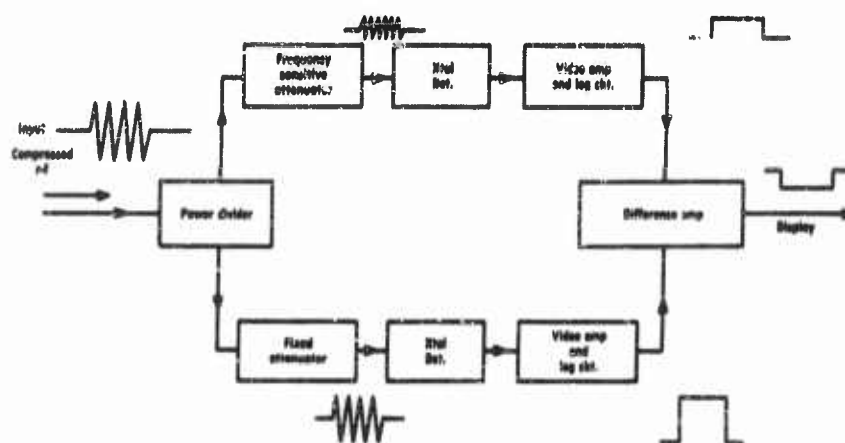 Frequency
sensitive
attenuator
Xtal
Det.
Video amp
and log ckt.
Input
Compressed
r-f
Power divider
Difference amp
Display
Fixed
attenuator
Xtal
Det.
Video amp
and
log ckt.